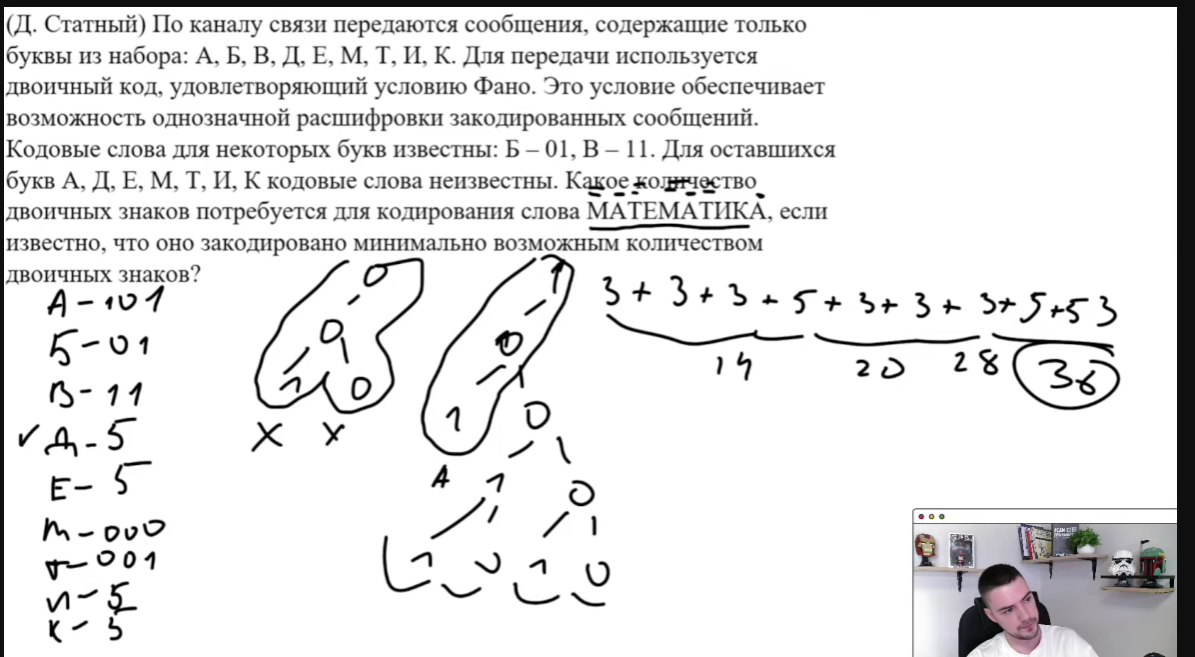 (Д. Статный) По каналу связи передаются сообщения, содержащие только
буквы из набора: А, Б, В, Д, Е, М, Т, И, К. Для передачи используется
двоичный код, удовлетворяющий условию Фано. Это условие обеспечивает
возможность однозначной расшифровки закодированных сообщений.
Кодовые слова для некоторых букв известны: Б – 01, В – 11. Для оставшихся
букв А, Д, Е, М, Т, И, К кодовые слова неизвестны. Какое количество
двоичных знаков потребуется для кодирования слова МАТЕМАТИКА, если
известно, что оно закодировано минимально возможным количеством
двоичных знаков?
А - 101
Б - 01
В - 11
✓ Д - 5
Е - 5
М - 000
Т - 001
И - 5
К - 5
0
0
1 0
X X
1
0
1 0
А 1 0
1 0 1 0
3 + 3 + 3 + 5 + 3 + 3 + 3 + 5 + 5 3
14 20 28 36